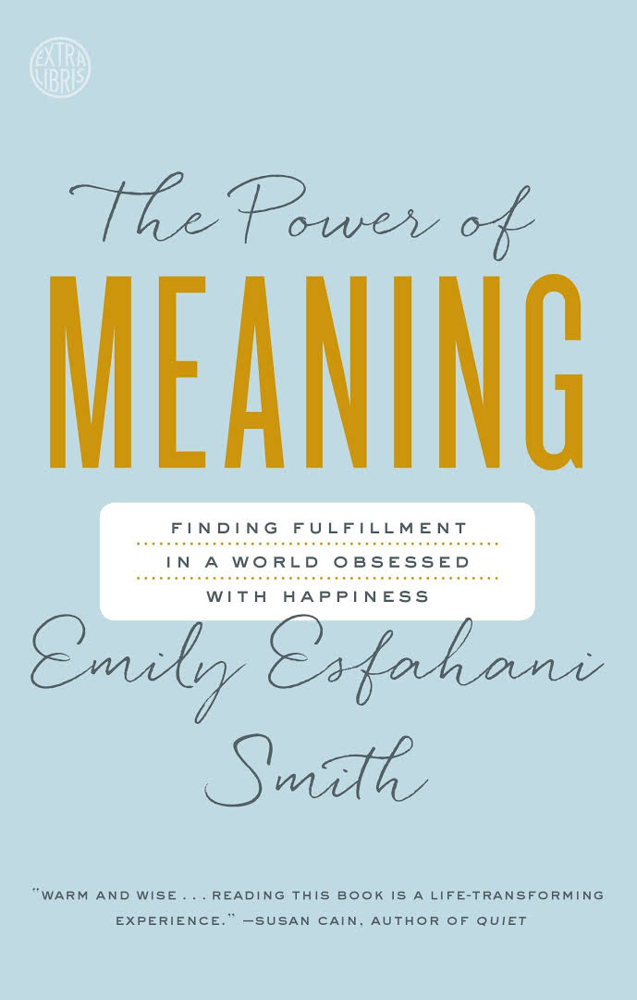 EXTRA
LIBRIS
The Power of
MEANING
FINDING FULFILLMENT
IN A WORLD OBSESSED
WITH HAPPINESS
Emily Esfahani
Smith
“WARM AND WISE . . . READING THIS BOOK IS A LIFE-TRANSFORMING
EXPERIENCE.” —SUSAN CAIN, AUTHOR OF QUIET